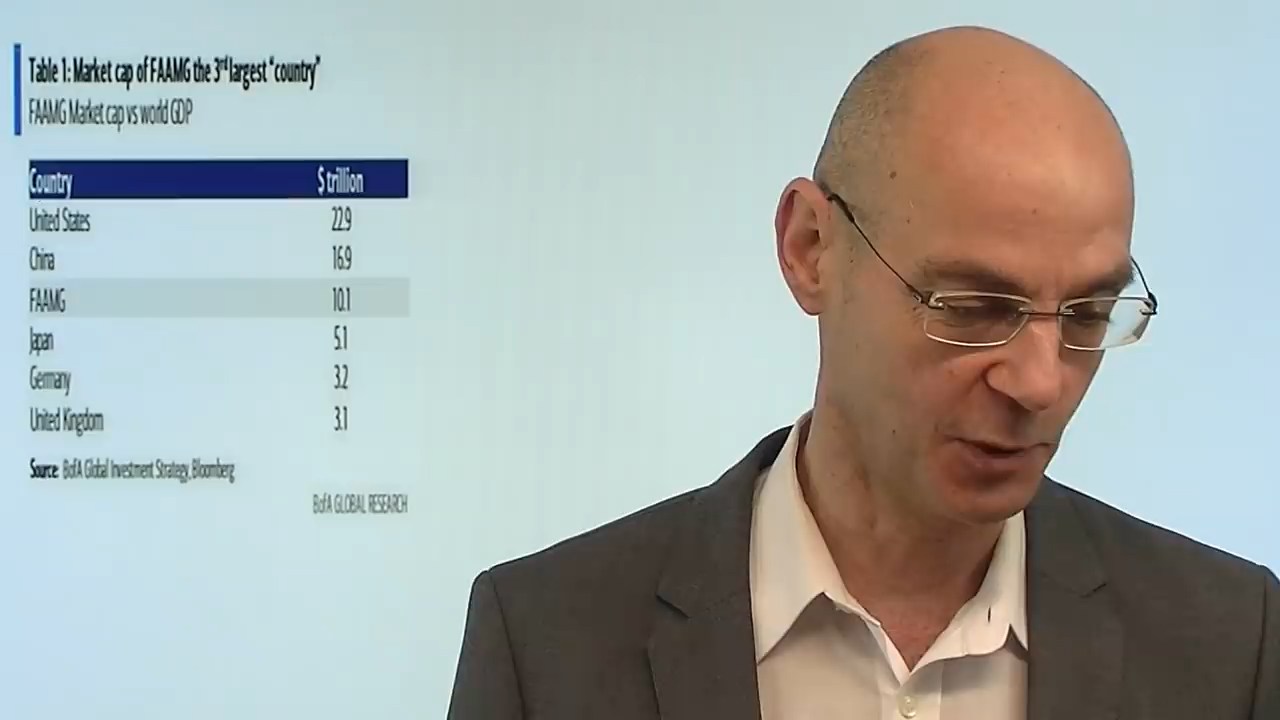 Table 1: Market cap of FAAMG the 3rd largest "country"
FAAMG Market cap vs world GDP
Country $ trillion
United States 22.9
China 16.9
FAAMG 10.1
Japan 5.1
Germany 3.2
United Kingdom 3.1
Source: BofA Global Investment Strategy, Bloomberg
BofA GLOBAL RESEARCH